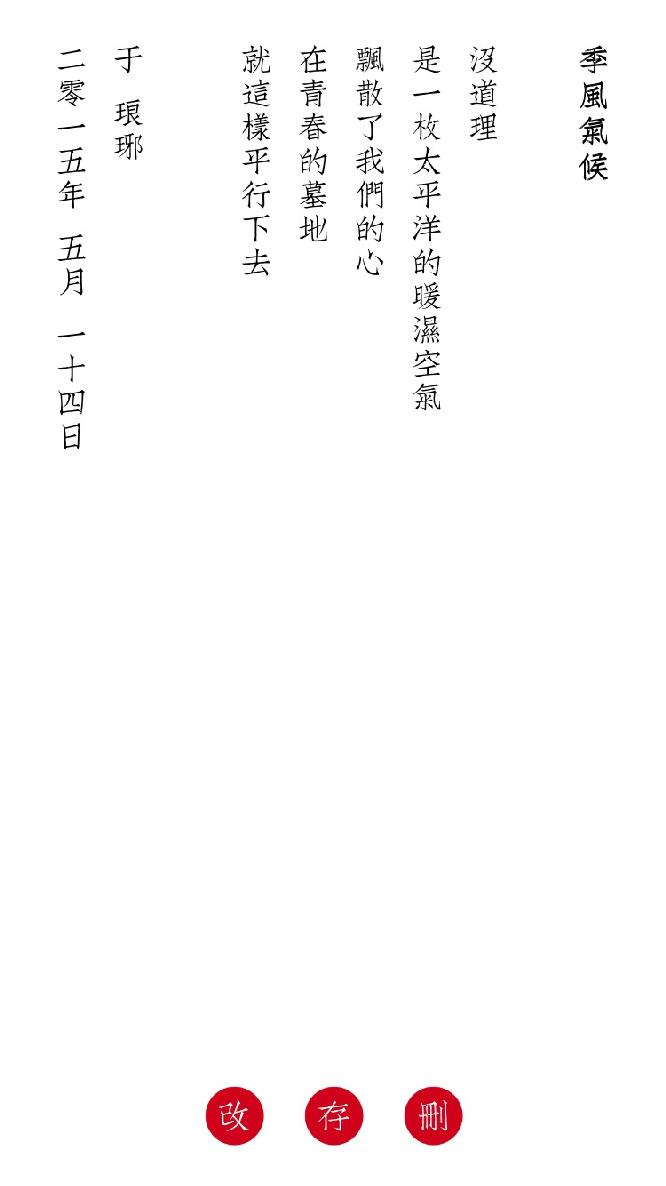 季風氣候
沒道理
是一枚太平洋的暖濕空氣
飄散了我們的心
在青春的墓地
就這樣平行下去
于 琅琊
二零一五年 五月 一十四日
改 存 刪